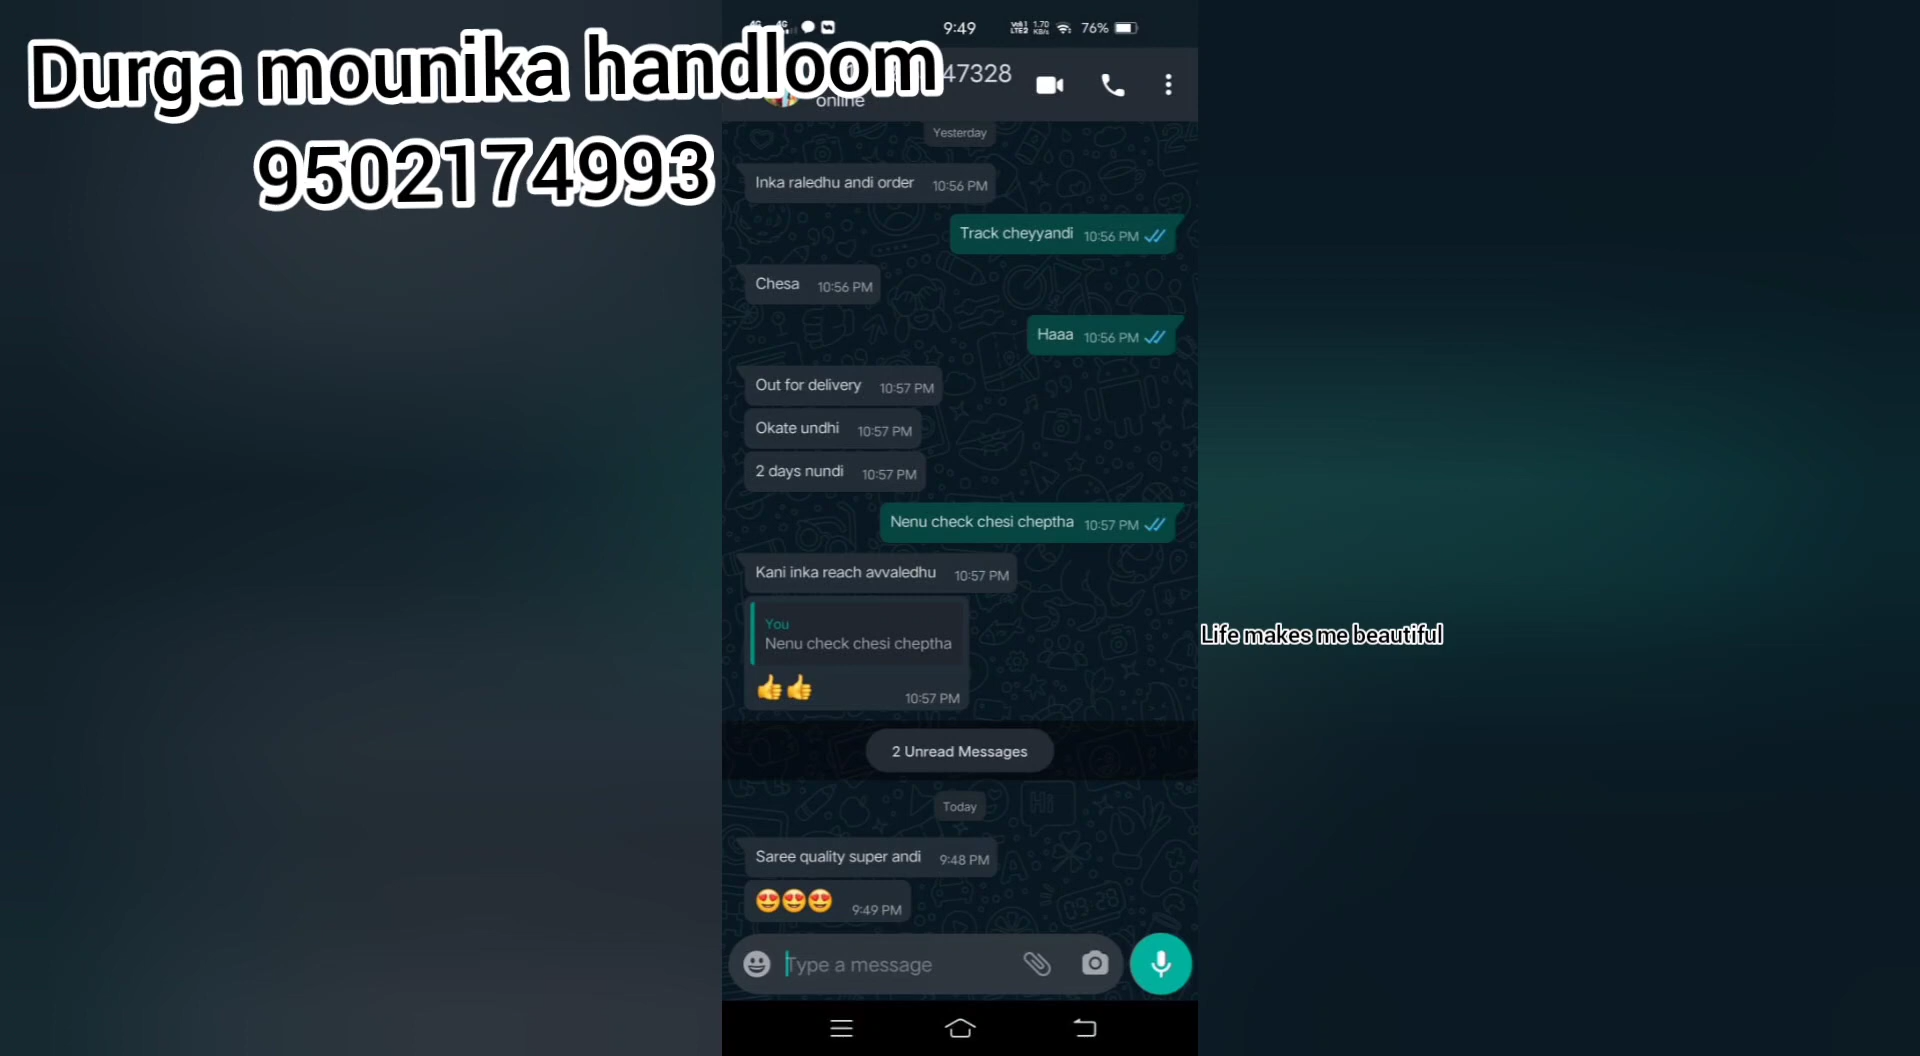 Durga mounika handloom
9502174993
9:49
76%
47328
online
Yesterday
Inka raledhu andi order 10:56 PM
Track cheyyandi 10:56 PM
Chesa 10:56 PM
Haaa 10:56 PM
Out for delivery 10:57 PM
Okate undhi 10:57 PM
2 days nundi 10:57 PM
Nenu check chesi cheptha 10:57 PM
Kani inka reach avvaledhu 10:57 PM
You
Nenu check chesi cheptha
10:57 PM
Life makes me beautiful
2 Unread Messages
Today
Saree quality super andi 9:48 PM
9:49 PM
Type a message